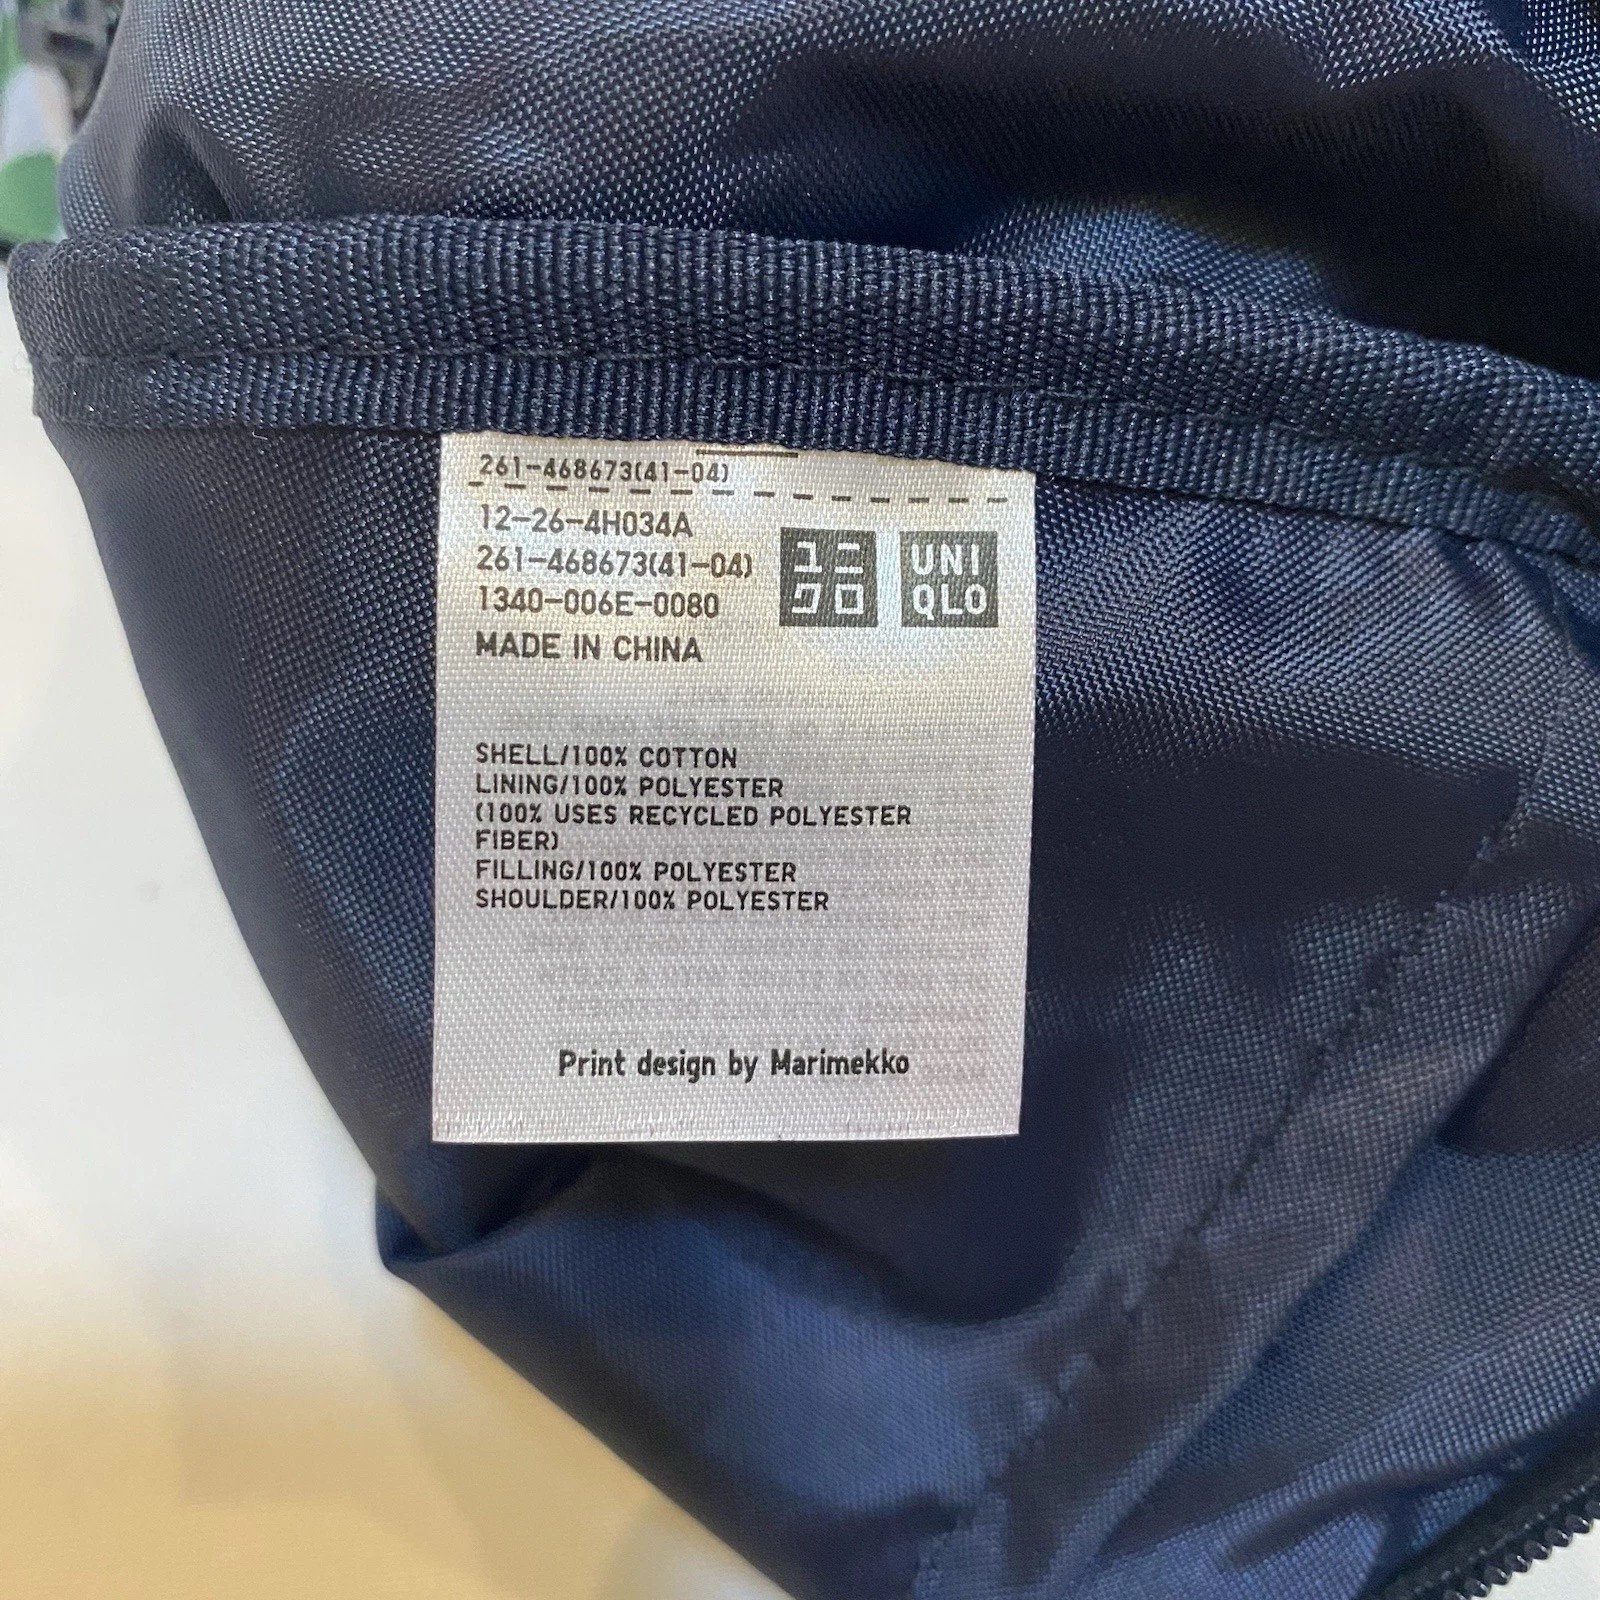 261-468673(41-04)
12-26-4H034A
261-468673(41-04)
1340-006E-0080
MADE IN CHINA
ユニ
クロ
UNI
QLO
SHELL/100% COTTON
LINING/100% POLYESTER
(100% USES RECYCLED POLYESTER
FIBER)
FILLING/100% POLYESTER
SHOULDER/100% POLYESTER
Print design by Marimekko